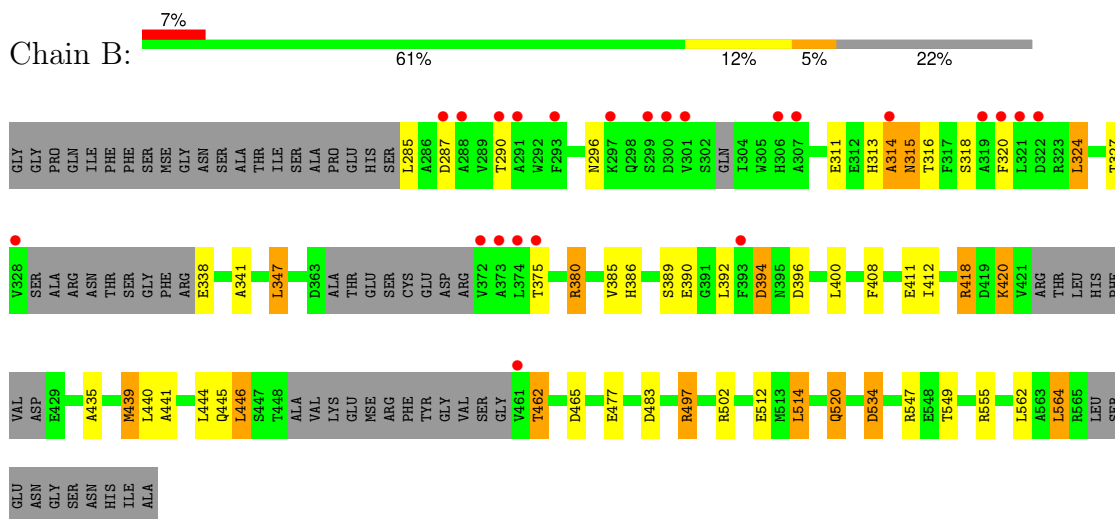 7%
Chain B:
61% 12% 5% 22%
GLY GLY PRO GLN ILE PHE PHE SER MSE GLY ASN SER ALA THR ILE SER ALA PRO GLU HIS SER L285 A286 D287 A288 V289 T290 A291 W292 F293 N296 K297 Q298 S299 D300 V301 S302 GLN I304 W305 H306 A307 E311 E312 H313 A314 N315 T316 F317 S318 A319 F320 L321 D322 R323 L324 T327
V328 SER ALA ARG ASN THR SER GLY PHE ARG E338 A341 L347 D363 ALA THR GLU SER CYS GLU ASP ARG V372 A373 L374 T375 R380 V385 H386 S389 E390 G391 L392 F393 D394 N395 D396 L400 F408 E411 I412 R418 D419 K420 V421 ARG THR LEU HIS PHE
VAL ASP E429 A435 M439 L440 A441 L444 Q445 L446 S447 T448 ALA VAL LYS GLU MSE ARG PHE TYR GLY VAL SER GLY V461 T462 D465 E477 D483 R497 R502 E512 M513 L514 Q520 D534 R547 E548 T549 R555 L562 A563 L564 R565 LEU SER
GLU ASN GLY SER ASN HIS ILE ALA